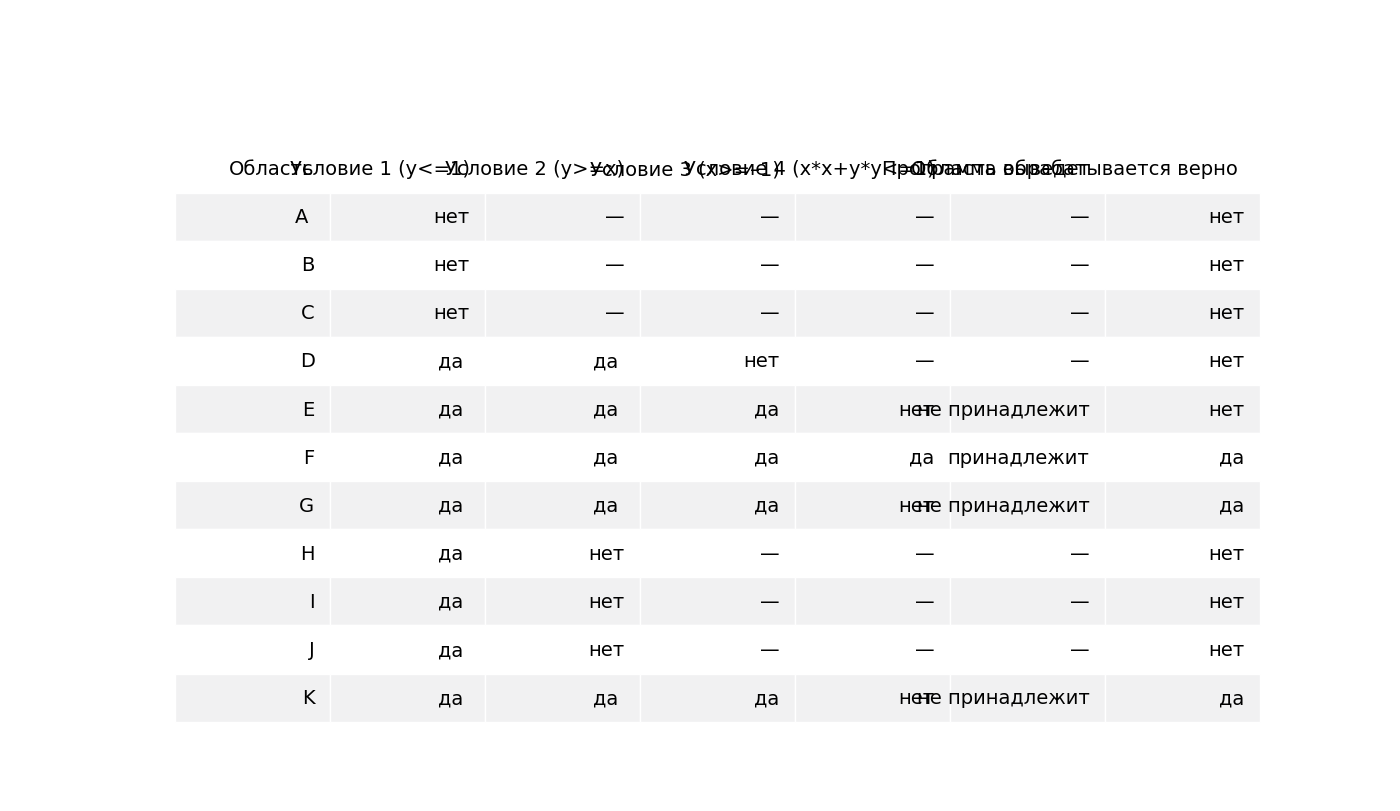 Область Условие 1 (y<=1) Условие 2 (y>=x) Условие 3 (x>=-1) Условие 4 (x*x+y*y<=1) Программа выведет Область обрабатывается верно
A нет — — — — нет
B нет — — — — нет
C нет — — — — нет
D да да нет — — нет
E да да да нет не принадлежит нет
F да да да да принадлежит да
G да да да нет не принадлежит да
H да нет — — — нет
I да нет — — — нет
J да нет — — — нет
K да да да нет не принадлежит да